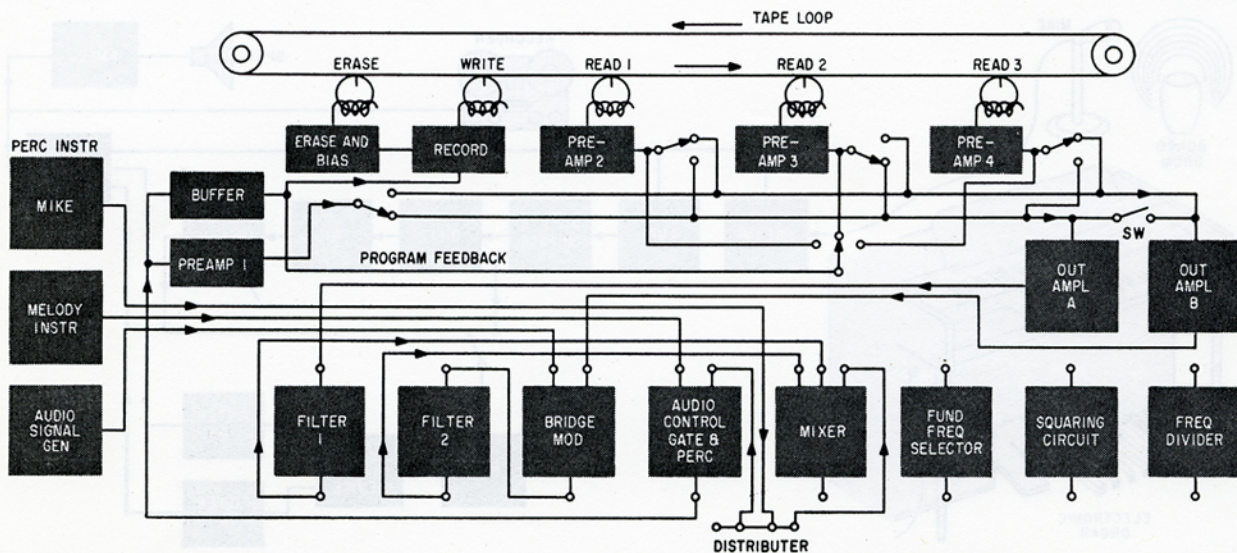 TAPE LOOP
ERASE
WRITE
READ 1
READ 2
READ 3
ERASE AND
BIAS
RECORD
PRE-
AMP 2
PRE-
AMP 3
PRE-
AMP 4
PERC INSTR
MIKE
BUFFER
PREAMP 1
PROGRAM FEEDBACK
SW
MELODY
INSTR
OUT
AMPL
A
OUT
AMPL
B
AUDIO
SIGNAL
GEN
FILTER
1
FILTER
2
BRIDGE
MOD
AUDIO
CONTROL
GATE &
PERC
MIXER
FUND
FREQ
SELECTOR
SQUARING
CIRCUIT
FREQ
DIVIDER
DISTRIBUTER